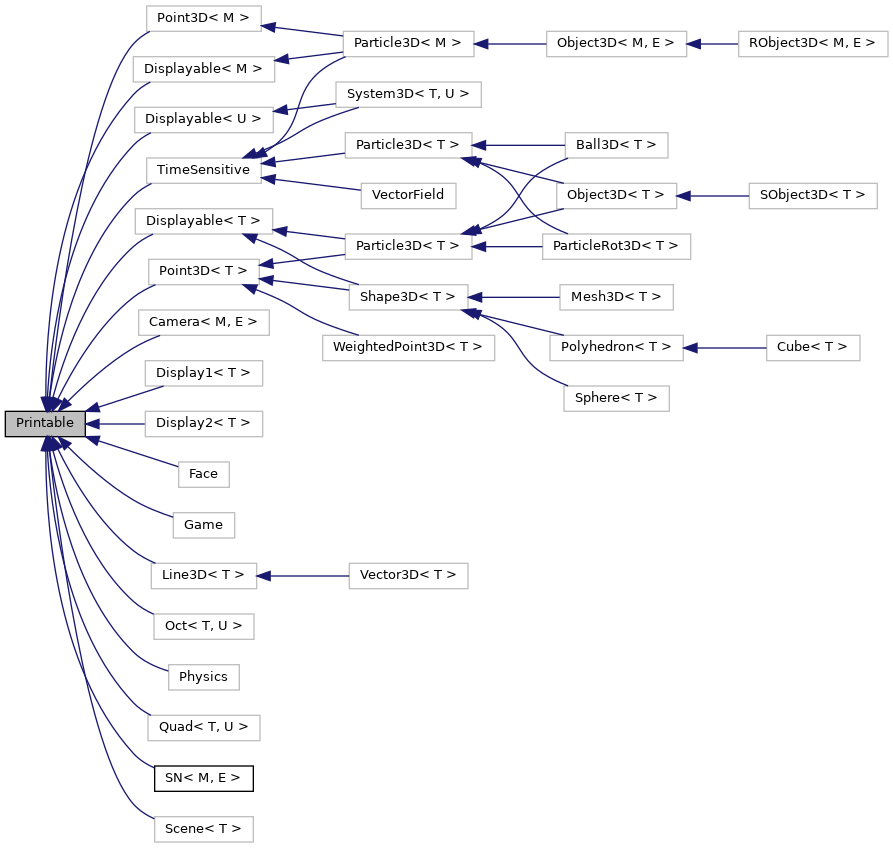 Point3D< M >
Particle3D< M >
Object3D< M, E >
RObject3D< M, E >
Displayable< M >
System3D< T, U >
Displayable< U >
Particle3D< T >
Ball3D< T >
TimeSensitive
VectorField
Object3D< T >
SObject3D< T >
Displayable< T >
Particle3D< T >
ParticleRot3D< T >
Point3D< T >
Shape3D< T >
Mesh3D< T >
Camera< M, E >
WeightedPoint3D< T >
Polyhedron< T >
Cube< T >
Display1< T >
Sphere< T >
Printable
Display2< T >
Face
Game
Line3D< T >
Vector3D< T >
Oct< T, U >
Physics
Quad< T, U >
SN< M, E >
Scene< T >